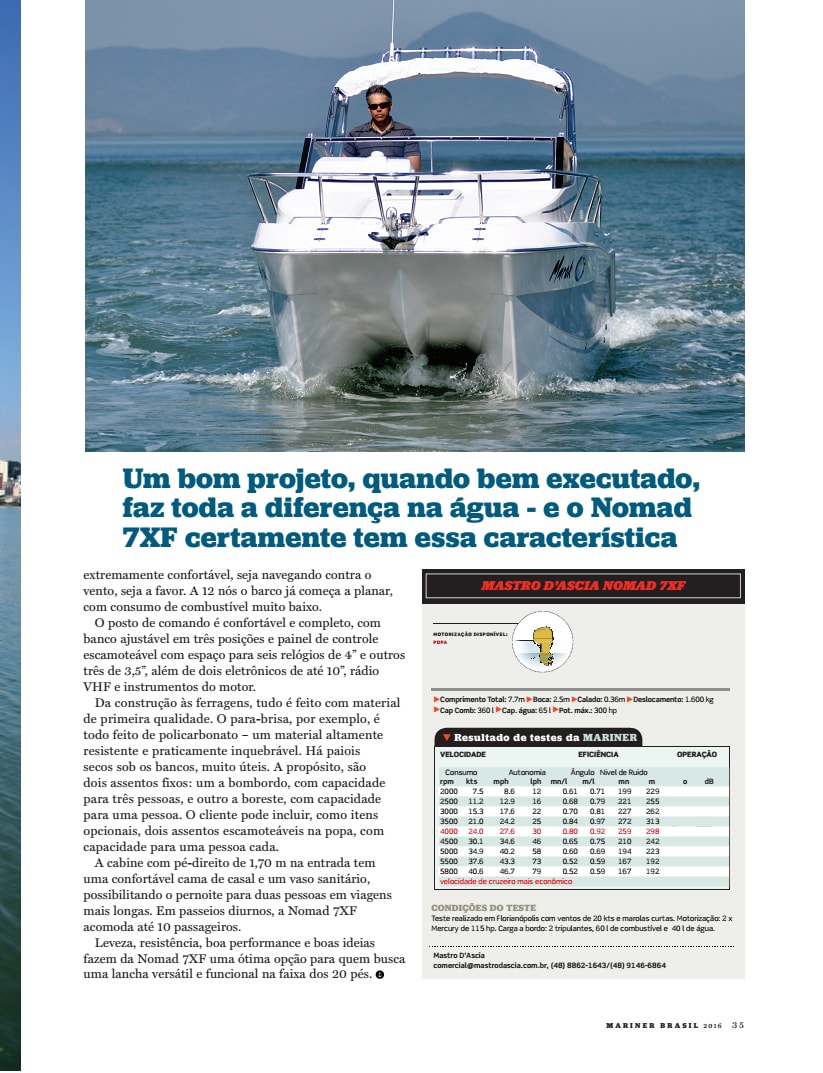 Marak
Um bom projeto, quando bem executado,
faz toda a diferença na água - e o Nomad
7XF certamente tem essa característica
extremamente confortável, seja navegando contra o
vento, seja a favor. A 12 nós o barco já começa a planar,
com consumo de combustível muito baixo.
O posto de comando é confortável e completo, com
banco ajustável em três posições e painel de controle
escamoteável com espaço para seis relógios de 4” e outros
três de 3,5”, além de dois eletrônicos de até 10”, rádio
VHF e instrumentos do motor.
Da construção às ferragens, tudo é feito com material
de primeira qualidade. O para-brisa, por exemplo, é
todo feito de policarbonato – um material altamente
resistente e praticamente inquebrável. Há paiois
secos sob os bancos, muito úteis. A propósito, são
dois assentos fixos: um a bombordo, com capacidade
para três pessoas, e outro a boreste, com capacidade
para uma pessoa. O cliente pode incluir, como itens
opcionais, dois assentos escamoteáveis na popa, com
capacidade para uma pessoa cada.
A cabine com pé-direito de 1,70 m na entrada tem
uma confortável cama de casal e um vaso sanitário,
possibilitando o pernoite para duas pessoas em viagens
mais longas. Em passeios diurnos, a Nomad 7XF
acomoda até 10 passageiros.
Leveza, resistência, boa performance e boas ideias
fazem da Nomad 7XF uma ótima opção para quem busca
uma lancha versátil e funcional na faixa dos 20 pés.
MASTRO D'ASCIA NOMAD 7XF
MOTORIZAÇÃO DISPONÍVEL:
POPA
▶Comprimento Total: 7.7m ▶Boca: 2.5m ▶Calado: 0.36m ▶Deslocamento: 1.600 kg
▶Cap Comb: 360 l ▶Cap. água: 65 l ▶Pot. máx.: 300 hp
▼ Resultado de testes da MARINER
VELOCIDADE EFICIÊNCIA OPERAÇÃO
Consumo Autonomia Ângulo Nível de Ruido
rpm kts mph lph mn/l m/l mn m o dB
2000 7.5 8.6 12 0.61 0.71 199 229
2500 11.2 12.9 16 0.68 0.79 221 255
3000 15.3 17.6 22 0.70 0.81 227 262
3500 21.0 24.2 25 0.84 0.97 272 313
4000 24.0 27.6 30 0.80 0.92 259 298
4500 30.1 34.6 46 0.65 0.75 210 242
5000 34.9 40.2 58 0.60 0.69 194 223
5500 37.6 43.3 73 0.52 0.59 167 192
5800 40.6 46.7 79 0.52 0.59 167 192
velocidade de cruzeiro mais econômico
CONDIÇÕES DO TESTE
Teste realizado em Florianópolis com ventos de 20 kts e marolas curtas. Motorização: 2 x
Mercury de 115 hp. Carga a bordo: 2 tripulantes, 60 l de combustível e 40 l de água.
Mastro D'Ascia
comercial@mastrodascia.com.br, (48) 8862-1643/(48) 9146-6864
MARINER BRASIL 2016 35